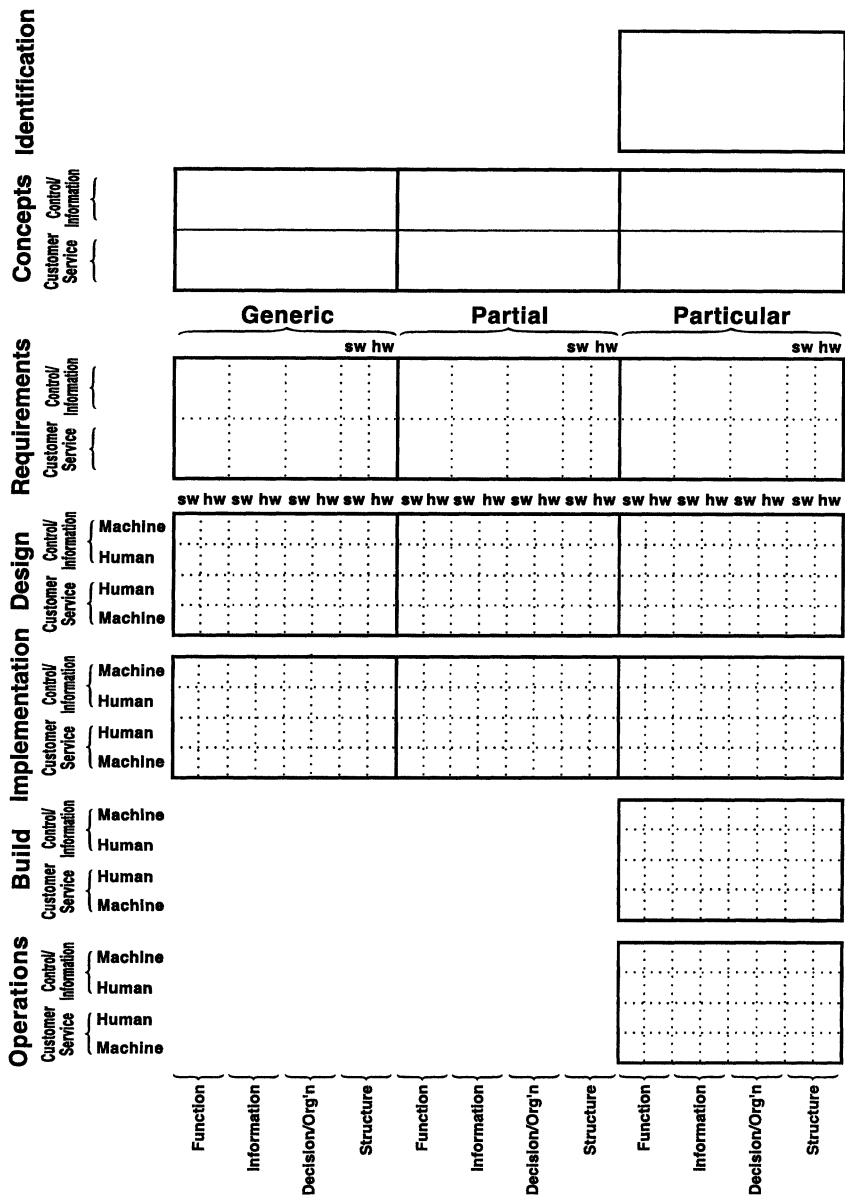 Identification
Concepts
Control/
Information
Customer
Service
Generic Partial Particular
sw hw sw hw sw hw
Requirements
Control/
Information
Customer
Service
sw hw sw hw sw hw sw hw sw hw sw hw sw hw sw hw sw hw sw hw sw hw sw hw
Design
Control/
Information
Machine
Human
Customer
Service
Human
Machine
Implementation
Control/
Information
Machine
Human
Customer
Service
Human
Machine
Build
Control/
Information
Machine
Human
Customer
Service
Human
Machine
Operations
Control/
Information
Machine
Human
Customer
Service
Human
Machine
Function Information Decision/Org'n Structure Function Information Decision/Org'n Structure Function Information Decision/Org'n Structure